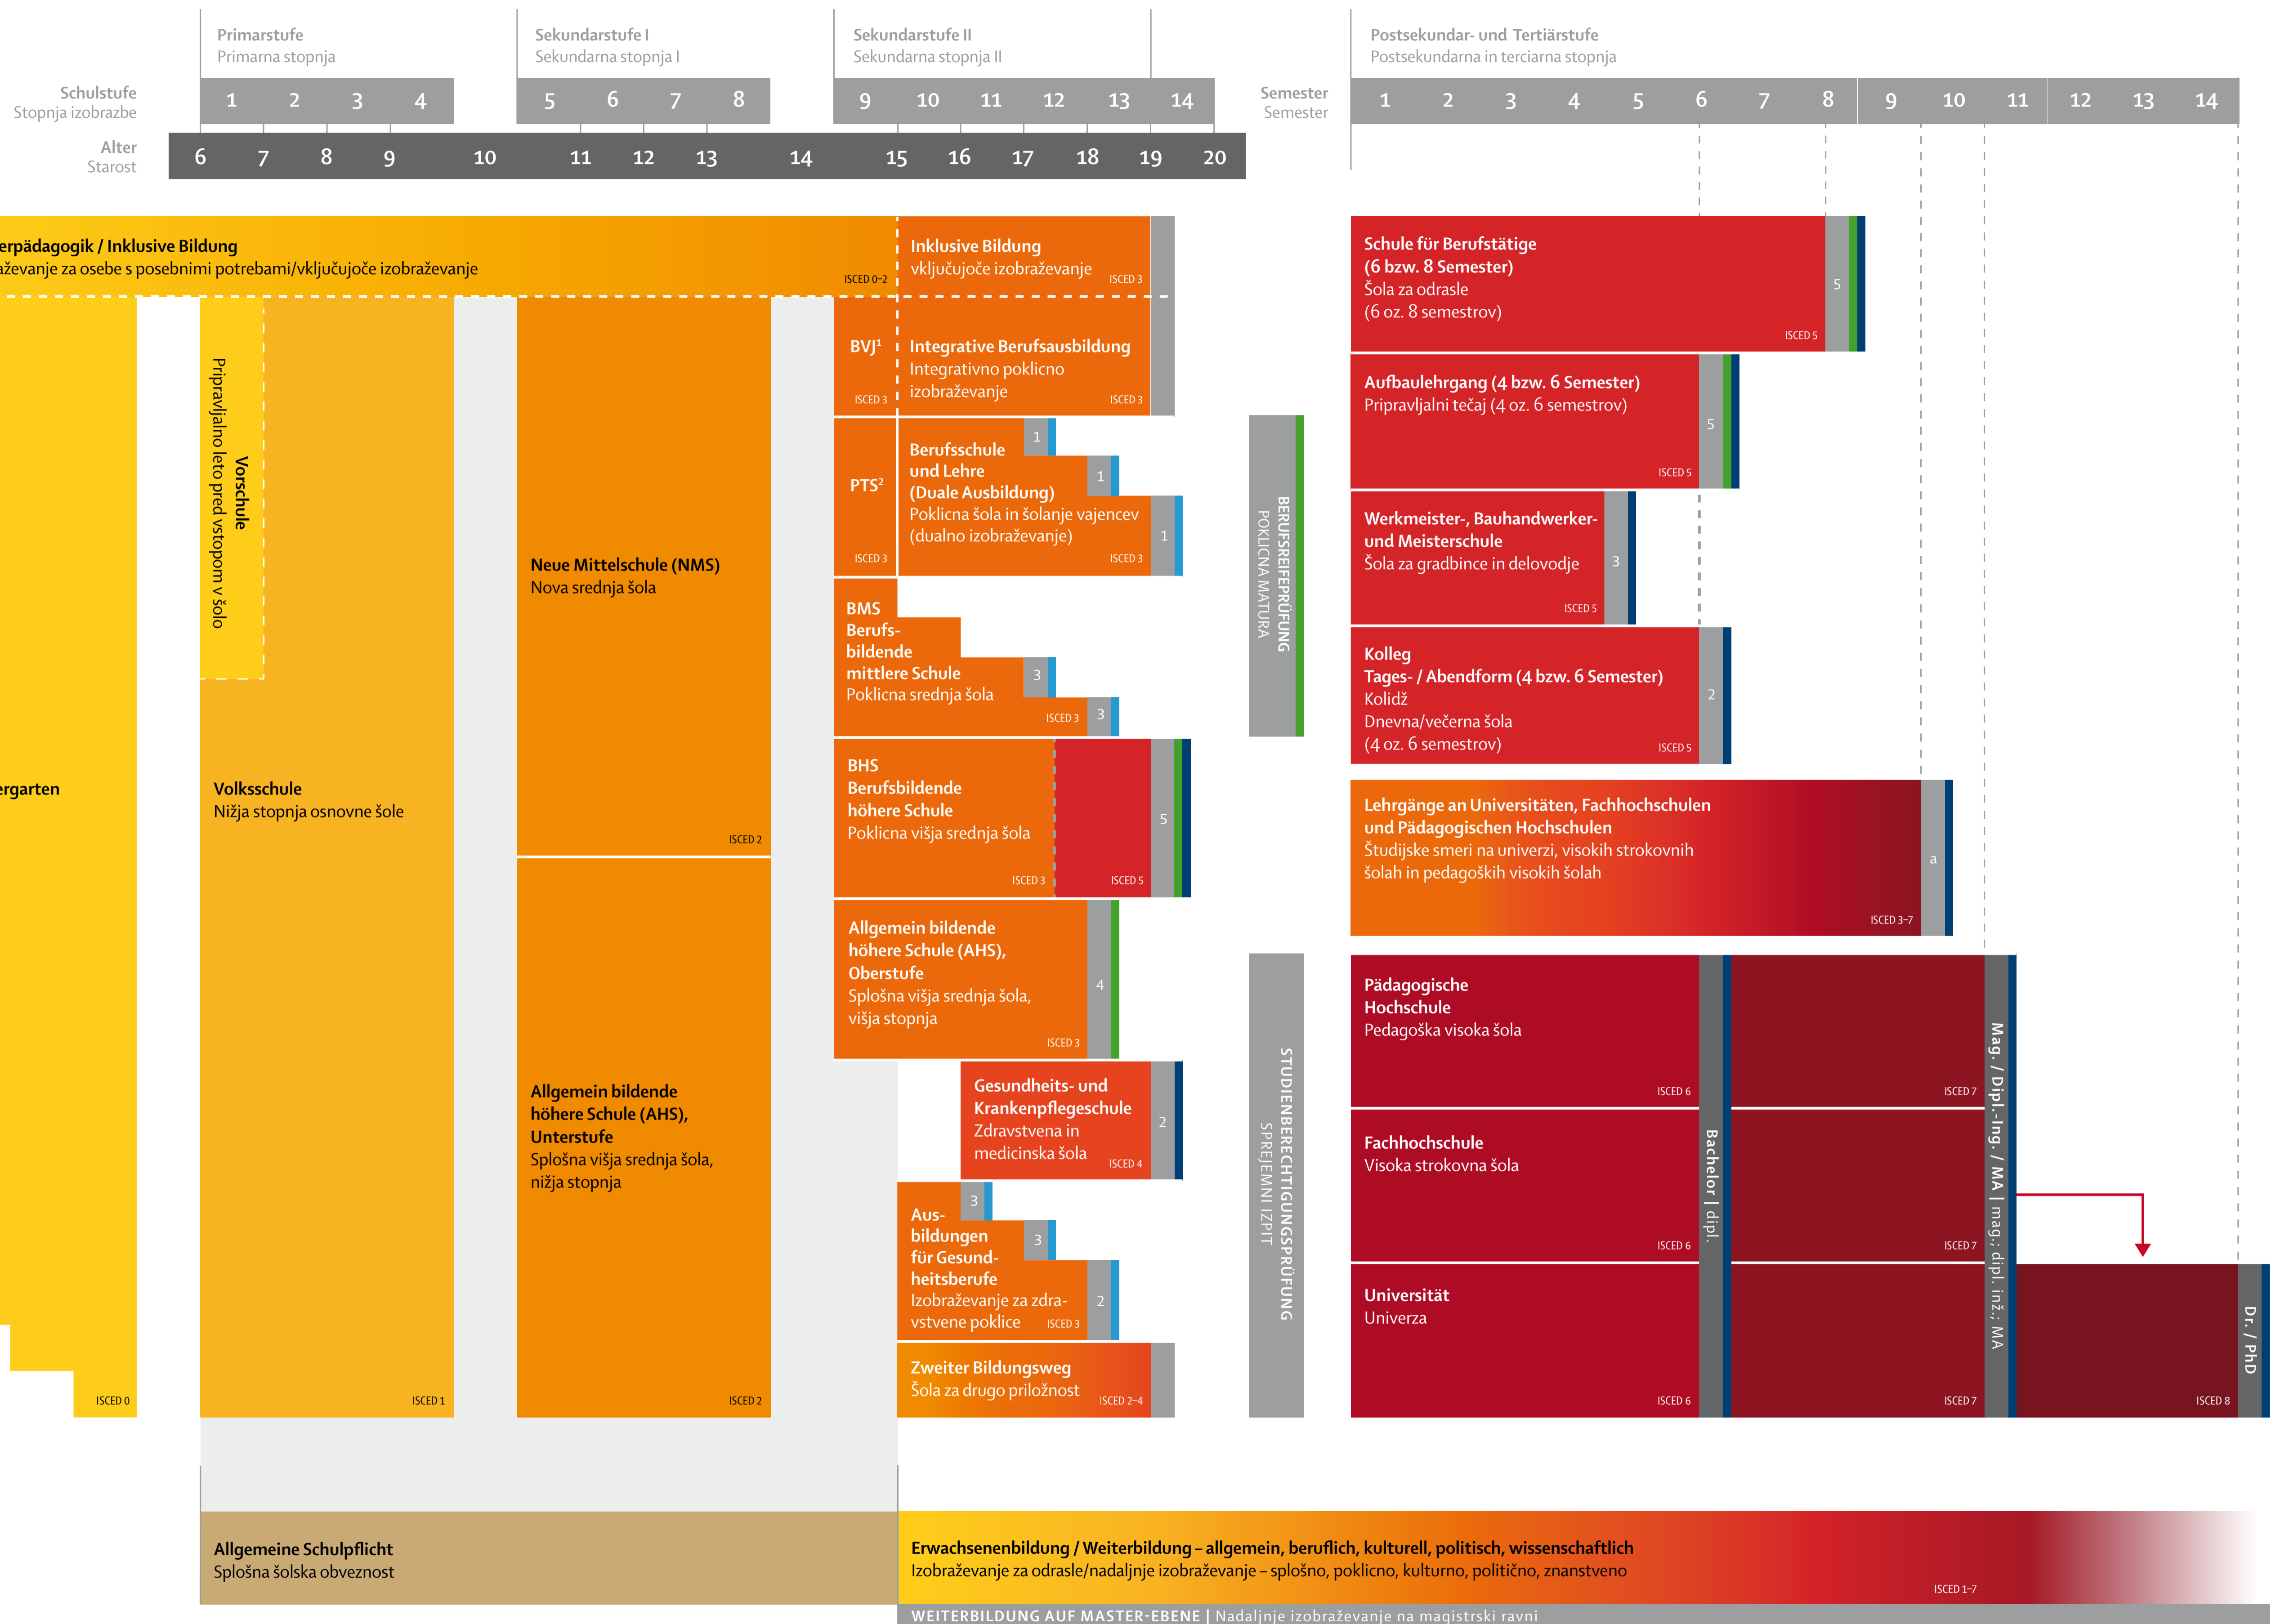 Primarstufe
Primarna stopnja
Sekundarstufe I
Sekundarna stopnja I
Sekundarstufe II
Sekundarna stopnja II
Postsekundar- und Tertiärstufe
Postsekundarna in terciarna stopnja
Schulstufe
Stopnja izobrazbe
1 2 3 4 5 6 7 8 9 10 11 12 13 14
Semester
Semester
1 2 3 4 5 6 7 8 9 10 11 12 13 14
Alter
Starost
6 7 8 9 10 11 12 13 14 15 16 17 18 19 20
erpädagogik / Inklusive Bildung
aževanje za osebe s posebnimi potrebami/vključujoče izobraževanje
ISCED 0–2
Inklusive Bildung
vključujoče izobraževanje
ISCED 3
BVJ¹
ISCED 3
Integrative Berufsausbildung
Integrativno poklicno
izobraževanje
ISCED 3
PTS²
ISCED 3
1
Berufsschule
und Lehre
1
(Duale Ausbildung)
Poklicna šola in šolanje vajencev
(dualno izobraževanje)
1
ISCED 3
BMS
Berufs-
bildende
mittlere Schule
3
Poklicna srednja šola
ISCED 3
3
BHS
Berufsbildende
höhere Schule
Poklicna višja srednja šola
5
ISCED 3
ISCED 5
Allgemein bildende
höhere Schule (AHS),
Oberstufe
Splošna višja srednja šola,
višja stopnja
4
ISCED 3
Gesundheits- und
Krankenpflegeschule
Zdravstvena in
medicinska šola
2
ISCED 4
3
Aus-
bildungen
3
für Gesund-
heitsberufe
Izobraževanje za zdra-
vstvene poklice
2
ISCED 3
Zweiter Bildungsweg
Šola za drugo priložnost
ISCED 2–4
ergarten
ISCED 0
Vorschule
Pripravljalno leto pred vstopom v šolo
Volksschule
Nižja stopnja osnovne šole
ISCED 1
Neue Mittelschule (NMS)
Nova srednja šola
ISCED 2
Allgemein bildende
höhere Schule (AHS),
Unterstufe
Splošna višja srednja šola,
nižja stopnja
ISCED 2
BERUFSREIFEPRÜFUNG
POKLICNA MATURA
STUDIENBERECHTIGUNGSPRÜFUNG
SPREJEMNI IZPIT
Schule für Berufstätige
(6 bzw. 8 Semester)
Šola za odrasle
(6 oz. 8 semestrov)
ISCED 5
5
Aufbaulehrgang (4 bzw. 6 Semester)
Pripravljalni tečaj (4 oz. 6 semestrov)
ISCED 5
5
Werkmeister-, Bauhandwerker-
und Meisterschule
Šola za gradbince in delovodje
ISCED 5
3
Kolleg
Tages- / Abendform (4 bzw. 6 Semester)
Kolidž
Dnevna/večerna šola
(4 oz. 6 semestrov)
ISCED 5
2
Lehrgänge an Universitäten, Fachhochschulen
und Pädagogischen Hochschulen
Študijske smeri na univerzi, visokih strokovnih
šolah in pedagoških visokih šolah
ISCED 3–7
a
Pädagogische
Hochschule
Pedagoška visoka šola
ISCED 6
ISCED 7
Fachhochschule
Visoka strokovna šola
ISCED 6
ISCED 7
Universität
Univerza
ISCED 6
ISCED 7
ISCED 8
Bachelor | dipl.
Mag. / Dipl.-Ing. / MA | mag.; dipl. inž.; MA
Dr. / PhD
Allgemeine Schulpflicht
Splošna šolska obveznost
Erwachsenenbildung / Weiterbildung – allgemein, beruflich, kulturell, politisch, wissenschaftlich
Izobraževanje za odrasle/nadaljnje izobraževanje – splošno, poklicno, kulturno, politično, znanstveno
ISCED 1–7
WEITERBILDUNG AUF MASTER-EBENE | Nadaljnje izobraževanje na magistrski ravni